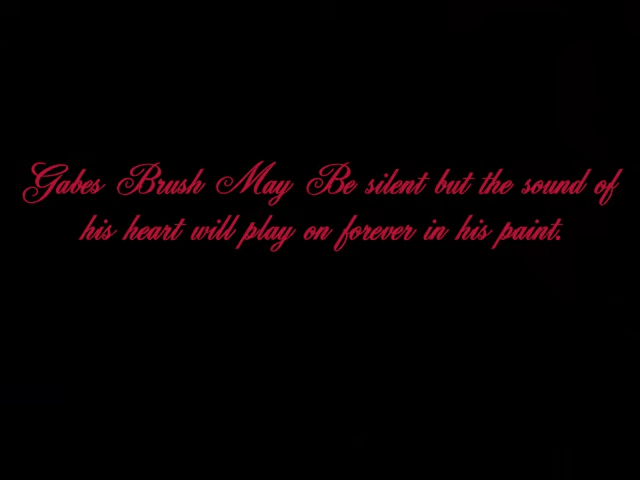 Gabes Brush May Be silent but the sound of
his heart will play on forever in his paint.